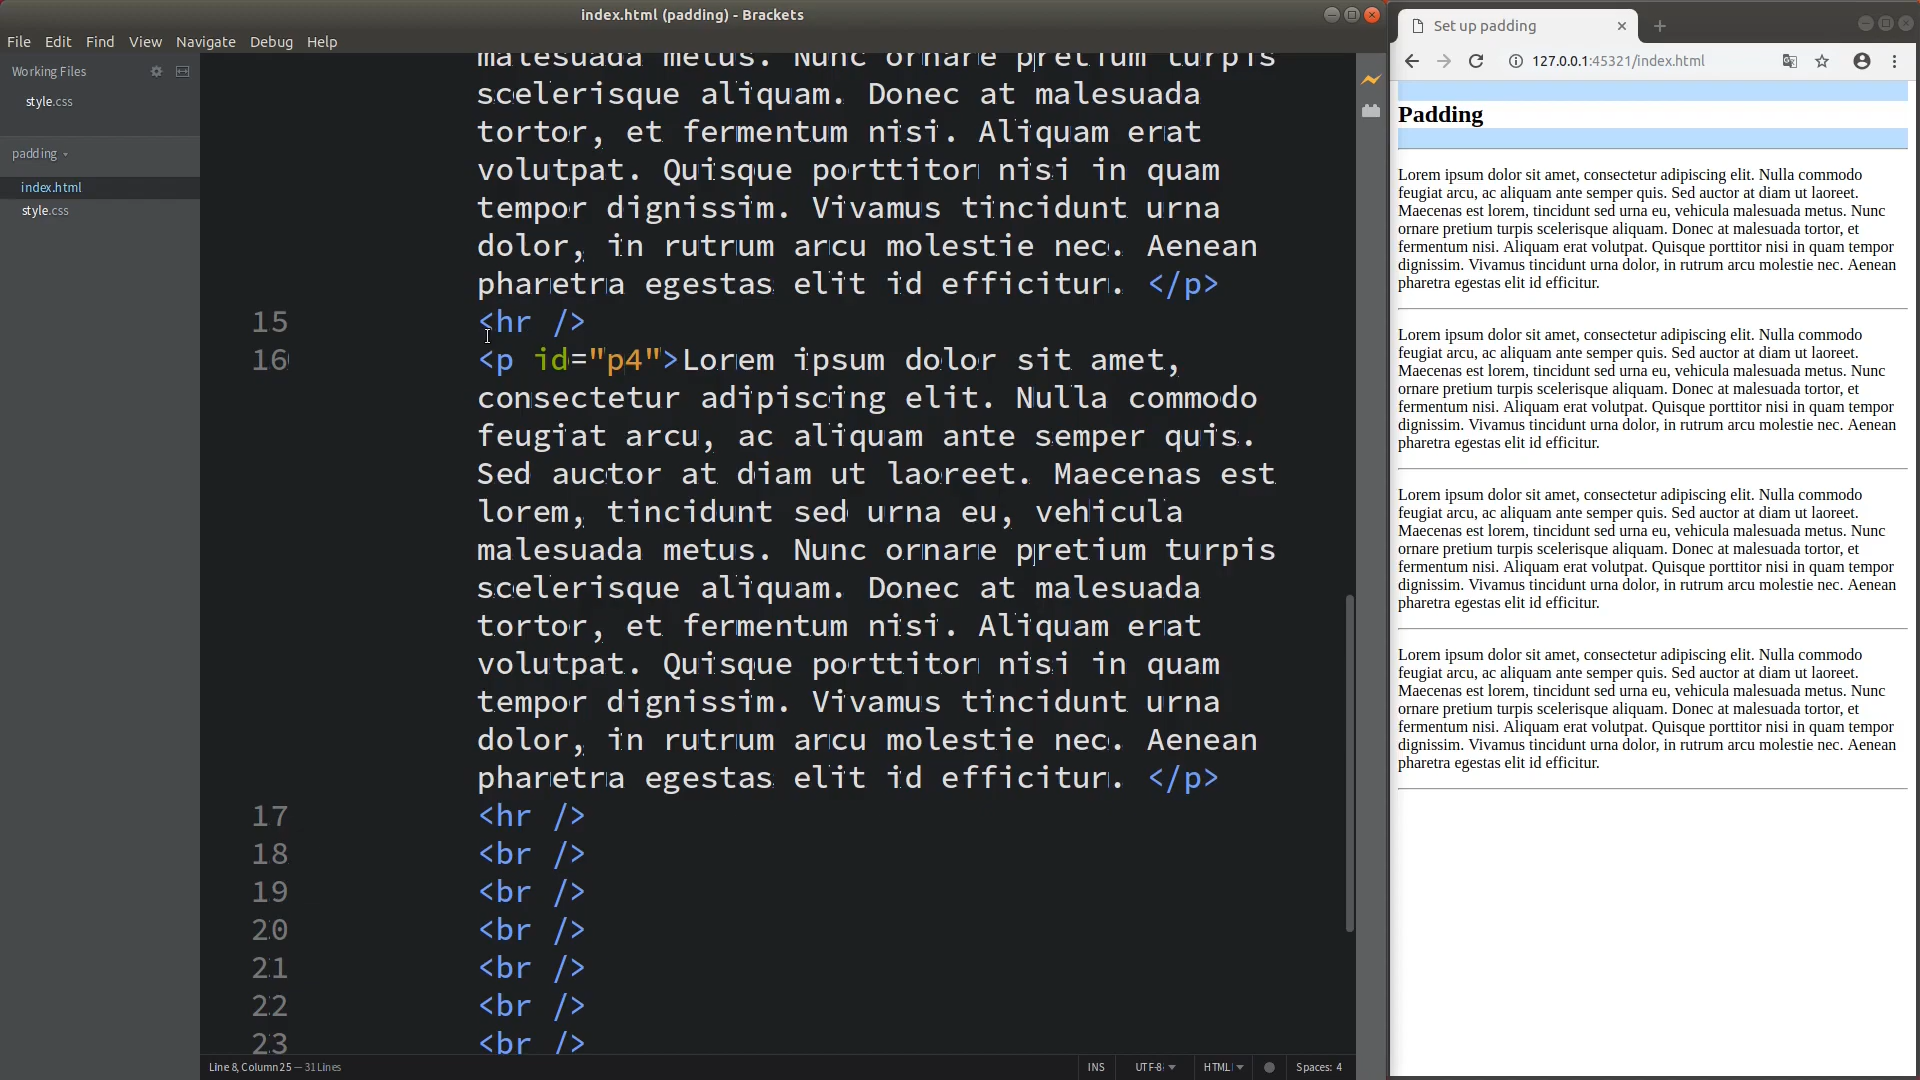 index.html (padding) - Brackets
File Edit Find View Navigate Debug Help
Working Files
style.css
padding
index.html
style.css
malesuada metus. Nunc ornare pretium turpis
scelerisque aliquam. Donec at malesuada
tortor, et fermentum nisi. Aliquam erat
volutpat. Quisque porttitor nisi in quam
tempor dignissim. Vivamus tincidunt urna
dolor, in rutrum arcu molestie nec. Aenean
pharetra egestas elit id efficitur. </p>
15 <hr />
16 <p id="p4">Lorem ipsum dolor sit amet,
consectetur adipiscing elit. Nulla commodo
feugiat arcu, ac aliquam ante semper quis.
Sed auctor at diam ut laoreet. Maecenas est
lorem, tincidunt sed urna eu, vehicula
malesuada metus. Nunc ornare pretium turpis
scelerisque aliquam. Donec at malesuada
tortor, et fermentum nisi. Aliquam erat
volutpat. Quisque porttitor nisi in quam
tempor dignissim. Vivamus tincidunt urna
dolor, in rutrum arcu molestie nec. Aenean
pharetra egestas elit id efficitur. </p>
17 <hr />
18 <br />
19 <br />
20 <br />
21 <br />
22 <br />
23 <br />
Line 8, Column 25 — 31 Lines
INS UTF-8 HTML Spaces: 4
Set up padding
127.0.0.1:45321/index.html
Padding
Lorem ipsum dolor sit amet, consectetur adipiscing elit. Nulla commodo
feugiat arcu, ac aliquam ante semper quis. Sed auctor at diam ut laoreet.
Maecenas est lorem, tincidunt sed urna eu, vehicula malesuada metus. Nunc
ornare pretium turpis scelerisque aliquam. Donec at malesuada tortor, et
fermentum nisi. Aliquam erat volutpat. Quisque porttitor nisi in quam tempor
dignissim. Vivamus tincidunt urna dolor, in rutrum arcu molestie nec. Aenean
pharetra egestas elit id efficitur.
Lorem ipsum dolor sit amet, consectetur adipiscing elit. Nulla commodo
feugiat arcu, ac aliquam ante semper quis. Sed auctor at diam ut laoreet.
Maecenas est lorem, tincidunt sed urna eu, vehicula malesuada metus. Nunc
ornare pretium turpis scelerisque aliquam. Donec at malesuada tortor, et
fermentum nisi. Aliquam erat volutpat. Quisque porttitor nisi in quam tempor
dignissim. Vivamus tincidunt urna dolor, in rutrum arcu molestie nec. Aenean
pharetra egestas elit id efficitur.
Lorem ipsum dolor sit amet, consectetur adipiscing elit. Nulla commodo
feugiat arcu, ac aliquam ante semper quis. Sed auctor at diam ut laoreet.
Maecenas est lorem, tincidunt sed urna eu, vehicula malesuada metus. Nunc
ornare pretium turpis scelerisque aliquam. Donec at malesuada tortor, et
fermentum nisi. Aliquam erat volutpat. Quisque porttitor nisi in quam tempor
dignissim. Vivamus tincidunt urna dolor, in rutrum arcu molestie nec. Aenean
pharetra egestas elit id efficitur.
Lorem ipsum dolor sit amet, consectetur adipiscing elit. Nulla commodo
feugiat arcu, ac aliquam ante semper quis. Sed auctor at diam ut laoreet.
Maecenas est lorem, tincidunt sed urna eu, vehicula malesuada metus. Nunc
ornare pretium turpis scelerisque aliquam. Donec at malesuada tortor, et
fermentum nisi. Aliquam erat volutpat. Quisque porttitor nisi in quam tempor
dignissim. Vivamus tincidunt urna dolor, in rutrum arcu molestie nec. Aenean
pharetra egestas elit id efficitur.